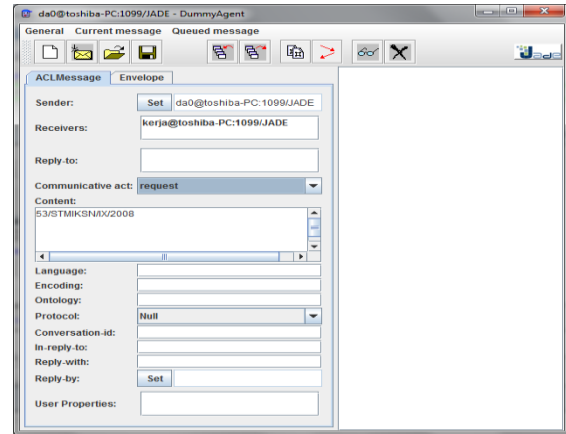 da0@toshiba-PC:1099/JADE - DummyAgent
General Current message Queued message
Jade
ACLMessage Envelope
Sender: Set da0@toshiba-PC:1099/JADE
Receivers: kerja@toshiba-PC:1099/JADE
Reply-to:
Communicative act: request
Content:
53/STMIKSN/IX/2008
Language:
Encoding:
Ontology:
Protocol: Null
Conversation-id:
In-reply-to:
Reply-with:
Reply-by: Set
User Properties: